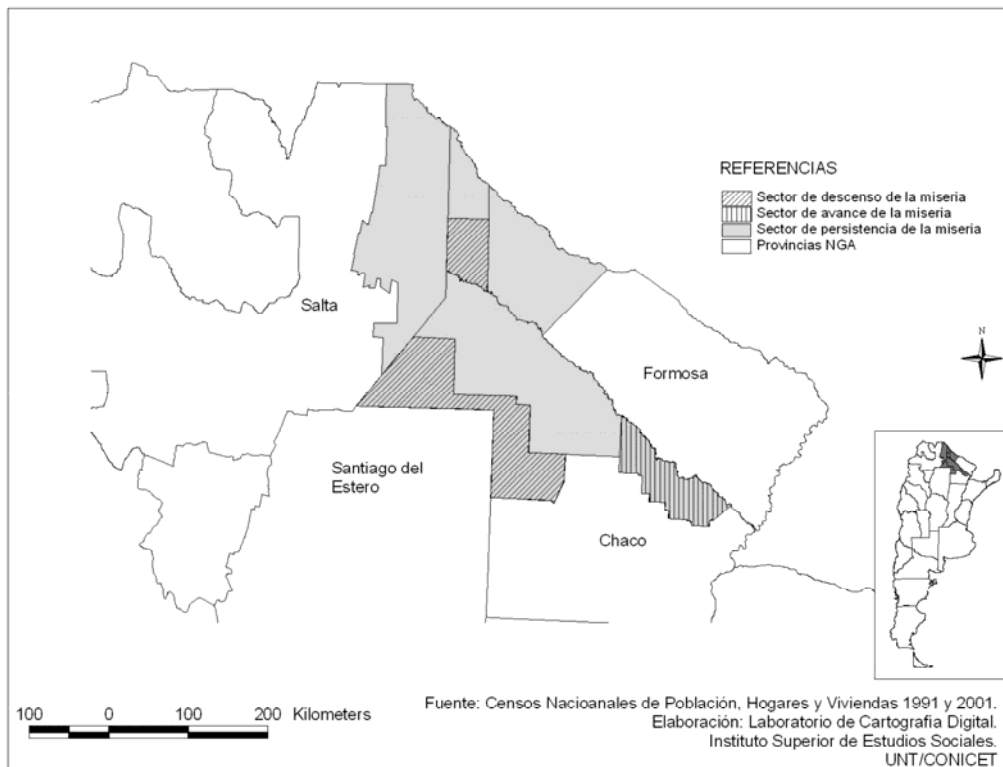 REFERENCIAS
Sector de descenso de la miseria
Sector de avance de la miseria
Sector de persistencia de la miseria
Provincias NGA
Salta
Formosa
Santiago del
Estero
Chaco
100 0 100 200 Kilometers
Fuente: Censos Nacioanales de Población, Hogares y Viviendas 1991 y 2001.
Elaboración: Laboratorio de Cartografía Digital.
Instituto Superior de Estudios Sociales.
UNT/CONICET